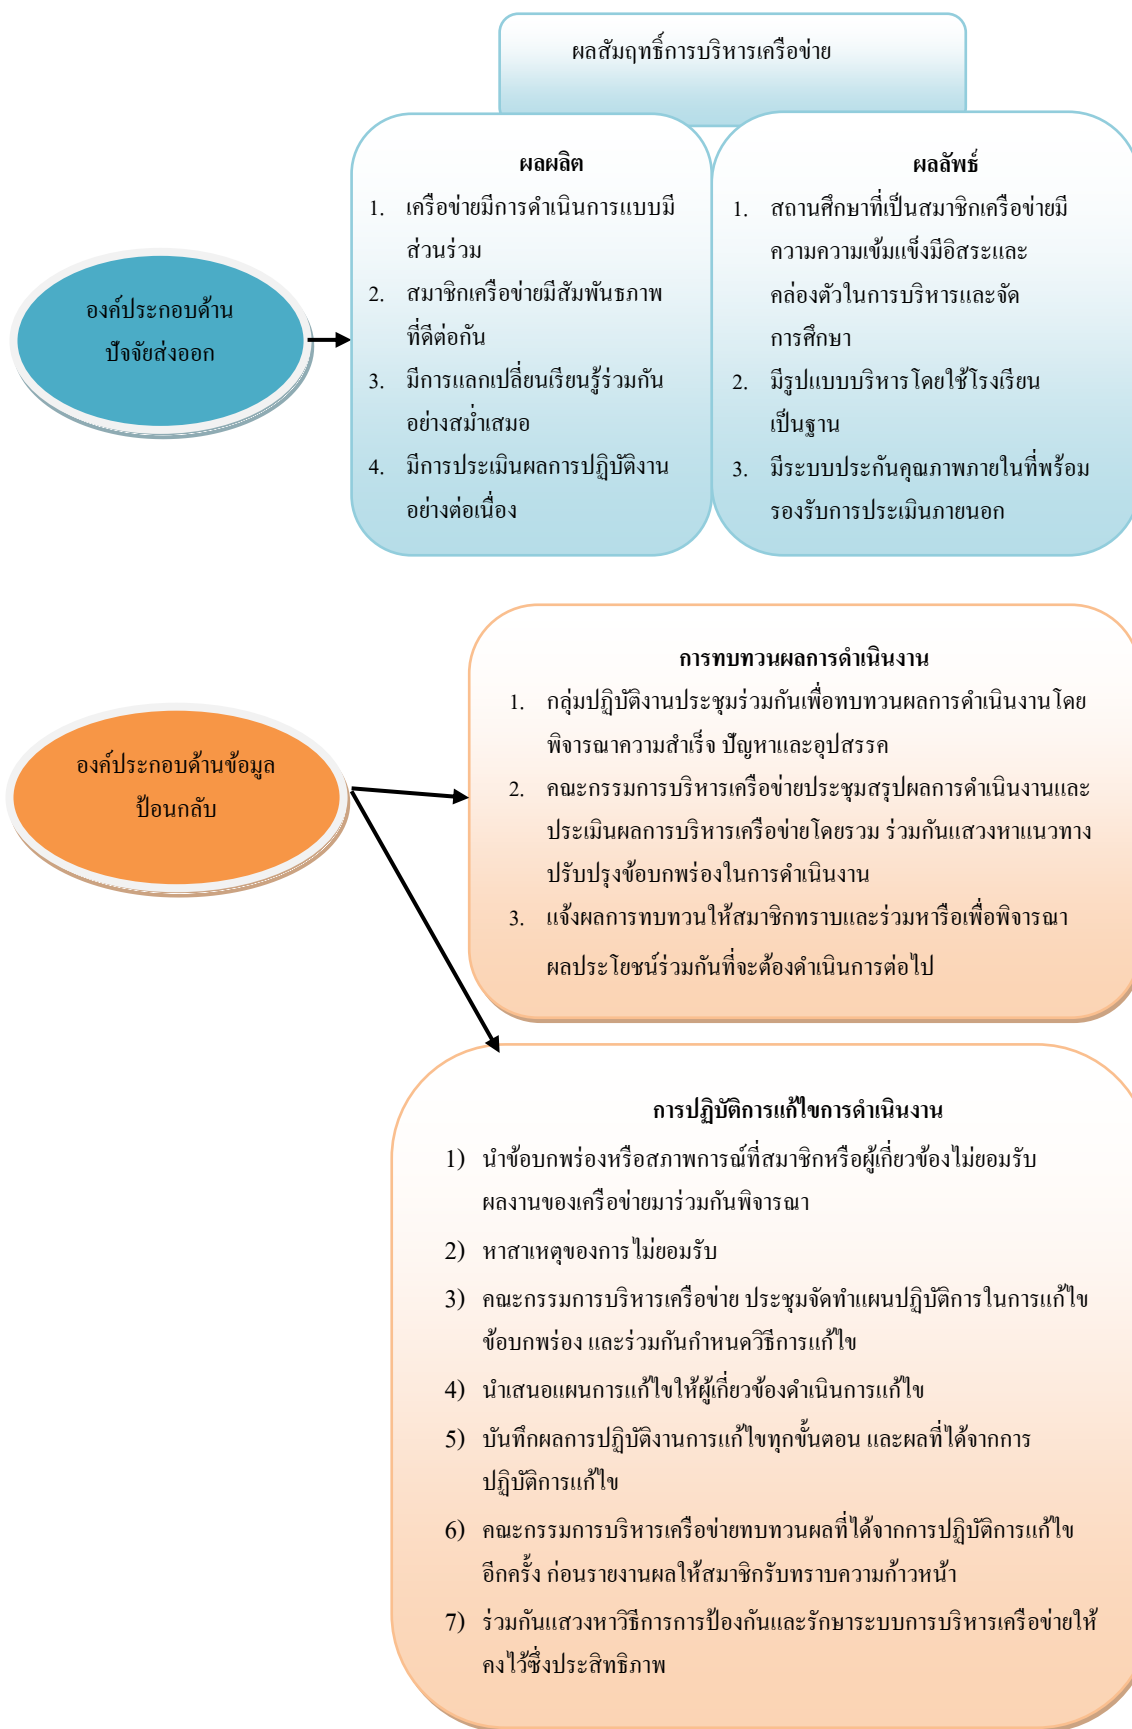 ผลสัมฤทธิ์การบริหารเครือข่าย
องค์ประกอบด้าน
ปัจจัยส่งออก
ผลผลิต
1. เครือข่ายมีการดำเนินการแบบมี
ส่วนร่วม
2. สมาชิกเครือข่ายมีสัมพันธภาพ
ที่ดีต่อกัน
3. มีการแลกเปลี่ยนเรียนรู้ร่วมกัน
อย่างสม่ำเสมอ
4. มีการประเมินผลการปฏิบัติงาน
อย่างต่อเนื่อง
ผลลัพธ์
1. สถานศึกษาที่เป็นสมาชิกเครือข่ายมี
ความความเข้มแข็งมีอิสระและ
คล่องตัวในการบริหารและจัด
การศึกษา
2. มีรูปแบบบริหารโดยใช้โรงเรียน
เป็นฐาน
3. มีระบบประกันคุณภาพภายในที่พร้อม
รองรับการประเมินภายนอก
องค์ประกอบด้านข้อมูล
ป้อนกลับ
การทบทวนผลการดำเนินงาน
1. กลุ่มปฏิบัติงานประชุมร่วมกันเพื่อทบทวนผลการดำเนินงานโดย
พิจารณาความสำเร็จ ปัญหาและอุปสรรค
2. คณะกรรมการบริหารเครือข่ายประชุมสรุปผลการดำเนินงานและ
ประเมินผลการบริหารเครือข่ายโดยรวม ร่วมกันแสวงหาแนวทาง
ปรับปรุงข้อบกพร่องในการดำเนินงาน
3. แจ้งผลการทบทวนให้สมาชิกทราบและร่วมหารือเพื่อพิจารณา
ผลประโยชน์ร่วมกันที่จะต้องดำเนินการต่อไป
การปฏิบัติการแก้ไขการดำเนินงาน
1) นำข้อบกพร่องหรือสภาพการณ์ที่สมาชิกหรือผู้เกี่ยวข้องไม่ยอมรับ
ผลงานของเครือข่ายมาร่วมกันพิจารณา
2) หาสาเหตุของการไม่ยอมรับ
3) คณะกรรมการบริหารเครือข่าย ประชุมจัดทำแผนปฏิบัติการในการแก้ไข
ข้อบกพร่อง และร่วมกันกำหนดวิธีการแก้ไข
4) นำเสนอแผนการแก้ไขให้ผู้เกี่ยวข้องดำเนินการแก้ไข
5) บันทึกผลการปฏิบัติงานการแก้ไขทุกขั้นตอน และผลที่ได้จากการ
ปฏิบัติการแก้ไข
6) คณะกรรมการบริหารเครือข่ายทบทวนผลที่ได้จากการปฏิบัติการแก้ไข
อีกครั้ง ก่อนรายงานผลให้สมาชิกรับทราบความก้าวหน้า
7) ร่วมกันแสวงหาวิธีการการป้องกันและรักษาระบบการบริหารเครือข่ายให้
คงไว้ซึ่งประสิทธิภาพ